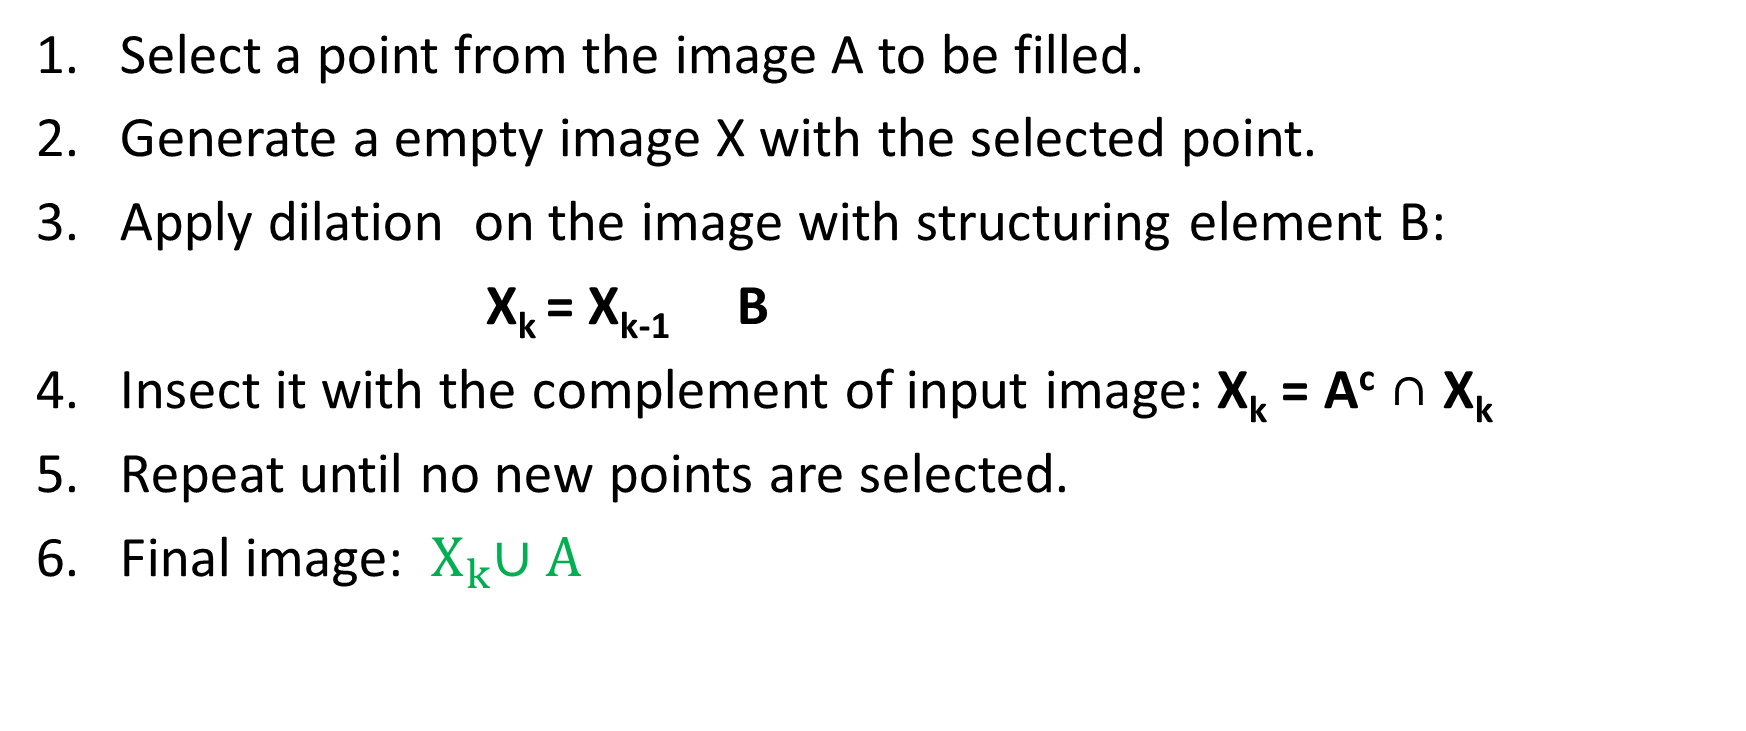 1. Select a point from the image A to be filled.
2. Generate a empty image X with the selected point.
3. Apply dilation on the image with structuring element B:
Xk = Xk-1 B
4. Insect it with the complement of input image: Xk = Aᶜ ∩ Xk
5. Repeat until no new points are selected.
6. Final image: Xk∪ A